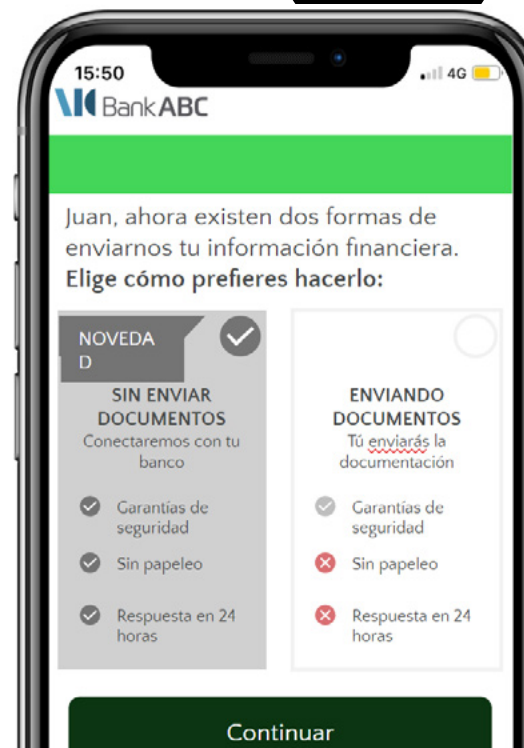 15:50
4G
BankABC
Juan, ahora existen dos formas de
enviarnos tu información financiera.
Elige cómo prefieres hacerlo:
NOVEDA
D
SIN ENVIAR
DOCUMENTOS
Conectaremos con tu
banco
Garantías de
seguridad
Sin papeleo
Respuesta en 24
horas
ENVIANDO
DOCUMENTOS
Tú enviarás la
documentación
Garantías de
seguridad
Sin papeleo
Respuesta en 24
horas
Continuar